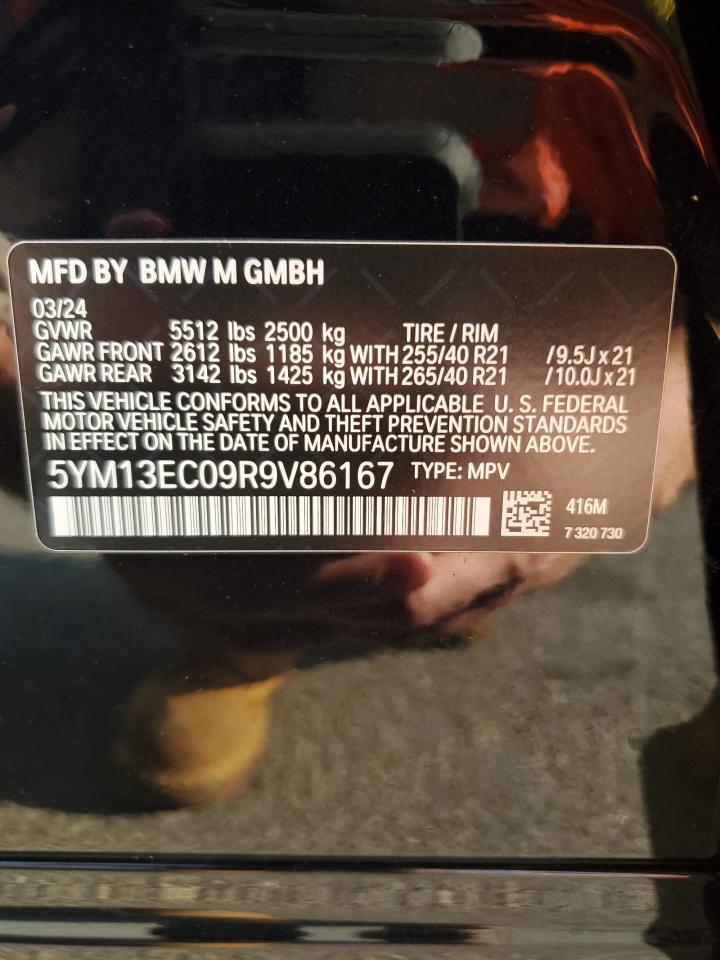 MFD BY BMW M GMBH
03/24
GVWR 5512 lbs 2500 kg TIRE / RIM
GAWR FRONT 2612 lbs 1185 kg WITH 255/40 R21 /9.5J x 21
GAWR REAR 3142 lbs 1425 kg WITH 265/40 R21 /10.0J x 21
THIS VEHICLE CONFORMS TO ALL APPLICABLE U. S. FEDERAL
MOTOR VEHICLE SAFETY AND THEFT PREVENTION STANDARDS
IN EFFECT ON THE DATE OF MANUFACTURE SHOWN ABOVE.
5YM13EC09R9V86167 TYPE: MPV
416M
7 320 730